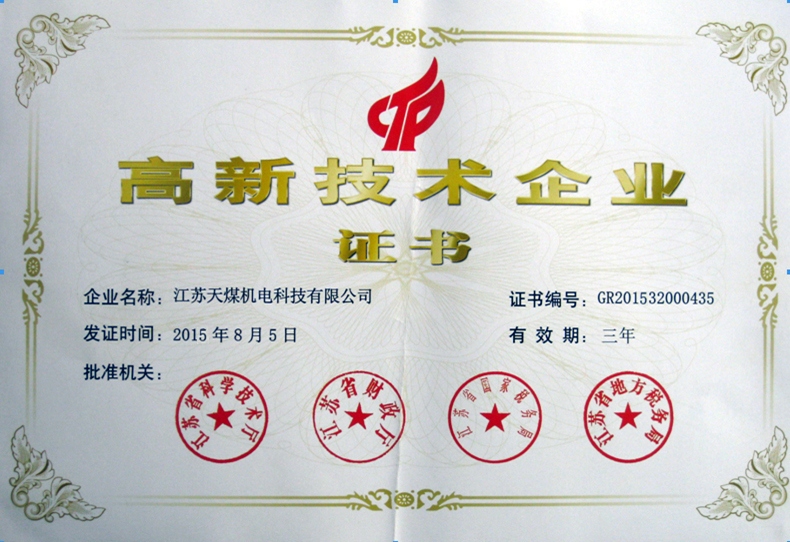 CTP
高新技术企业
证书
企业名称：江苏天煤机电科技有限公司
证书编号：GR201532000435
发证时间：2015年8月5日
有效期：三年
批准机关：
江苏省科学技术厅
江苏省财政厅
江苏省国家税务局
江苏省地方税务局